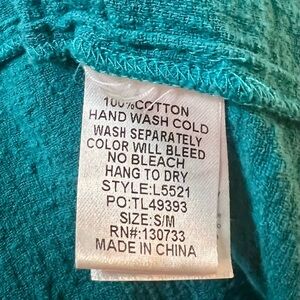 100%COTTON
HAND WASH COLD
WASH SEPARATELY
COLOR WILL BLEED
NO BLEACH
HANG TO DRY
STYLE:L5521
PO:TL49393
SIZE:S/M
RN#:130733
MADE IN CHINA